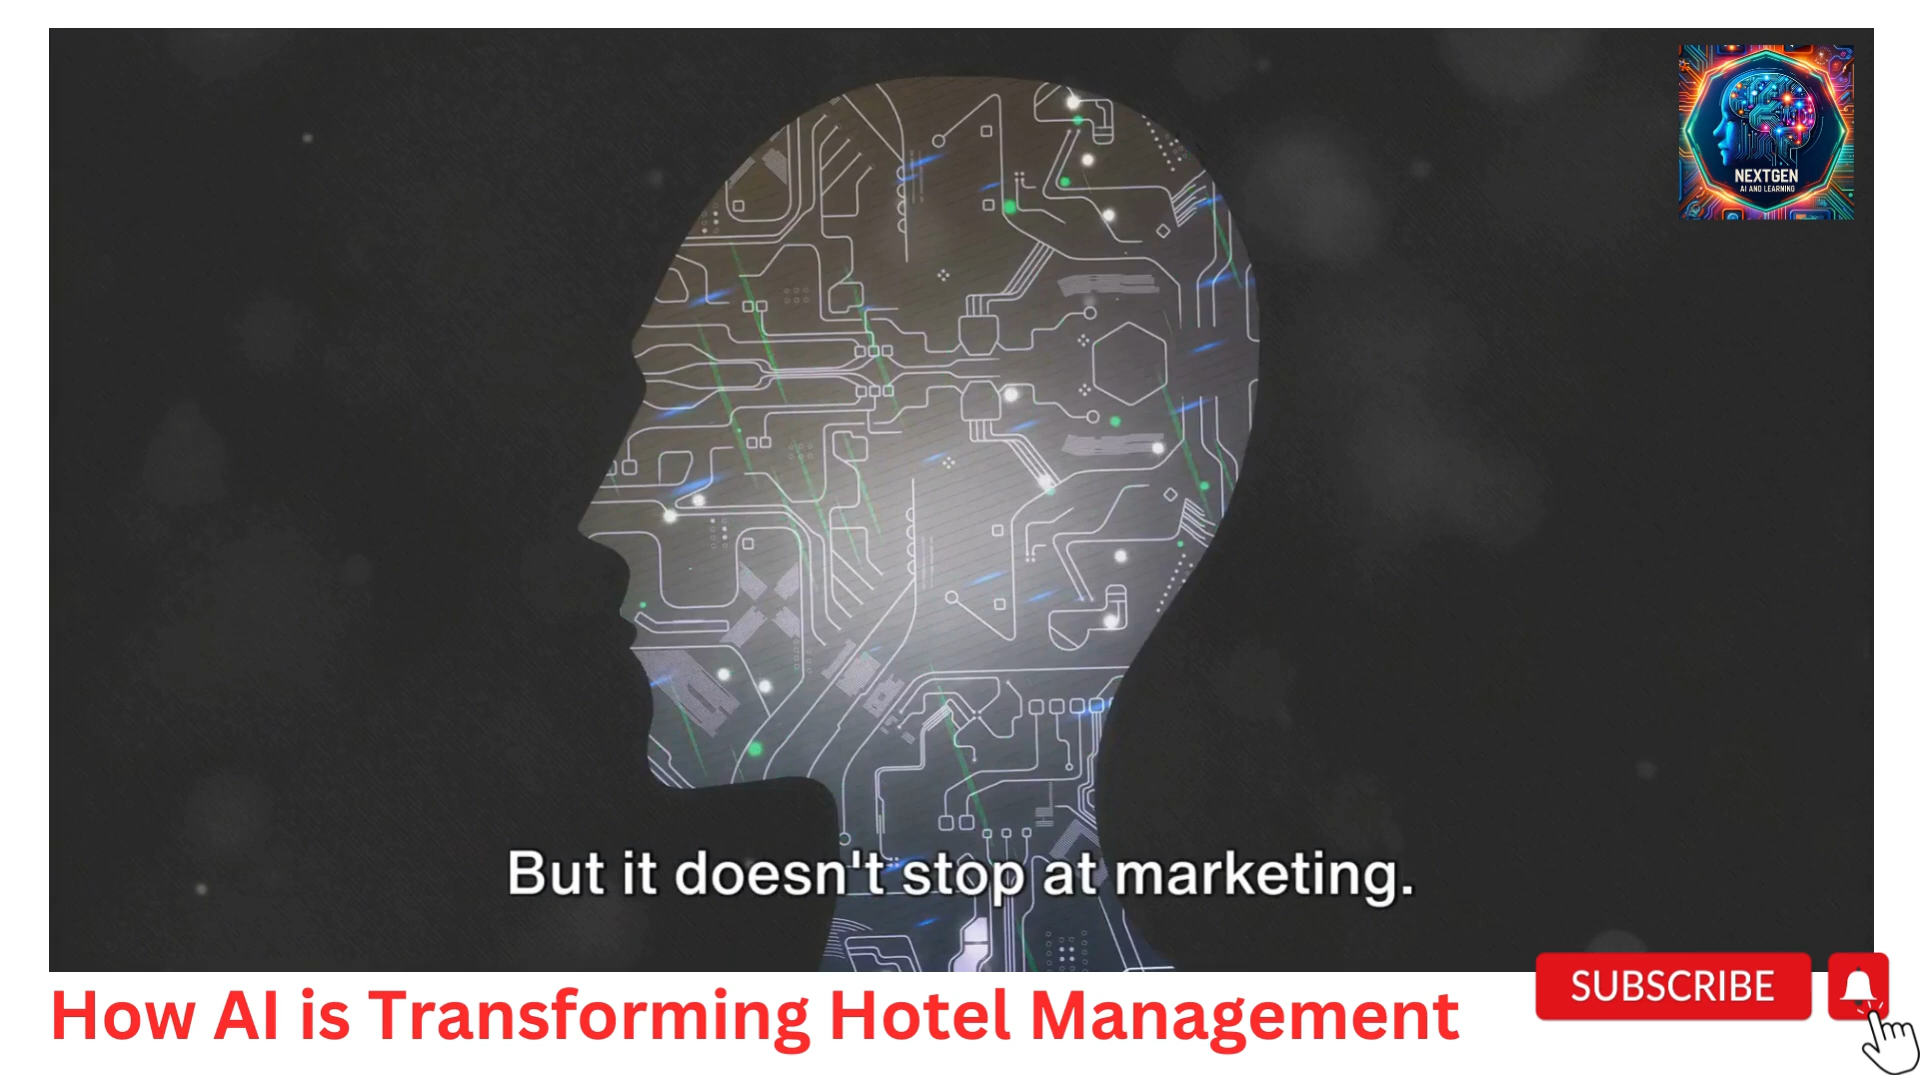 NEXTGEN
AI AND LEARNING
But it doesn't stop at marketing.
How AI is Transforming Hotel Management
SUBSCRIBE